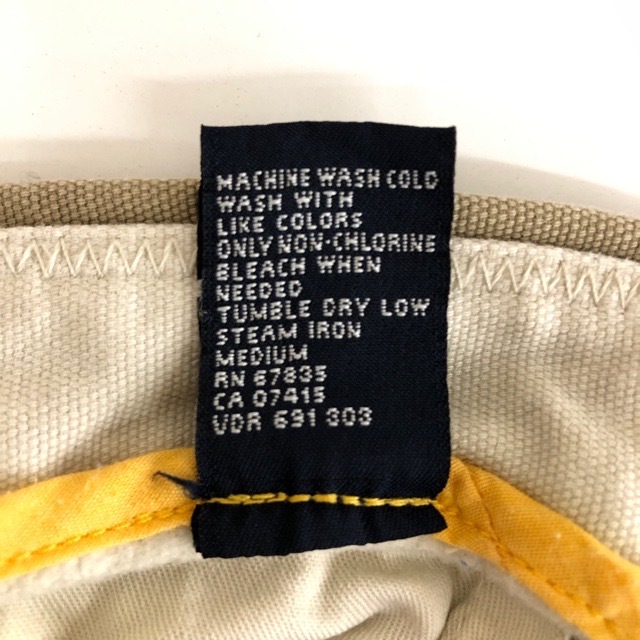 MACHINE WASH COLD
WASH WITH
LIKE COLORS
ONLY NON-CHLORINE
BLEACH WHEN
NEEDED
TUMBLE DRY LOW
STEAM IRON
MEDIUM
RN 67835
CA 07415
VDR 691 303